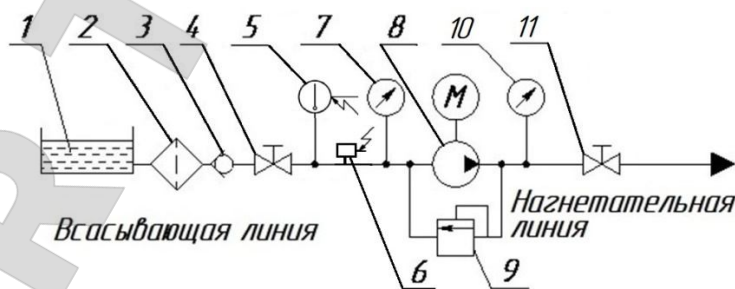 1 2 3 4 5 7 8 10 11
М
Всасывающая линия
Нагнетательная
линия
6 9